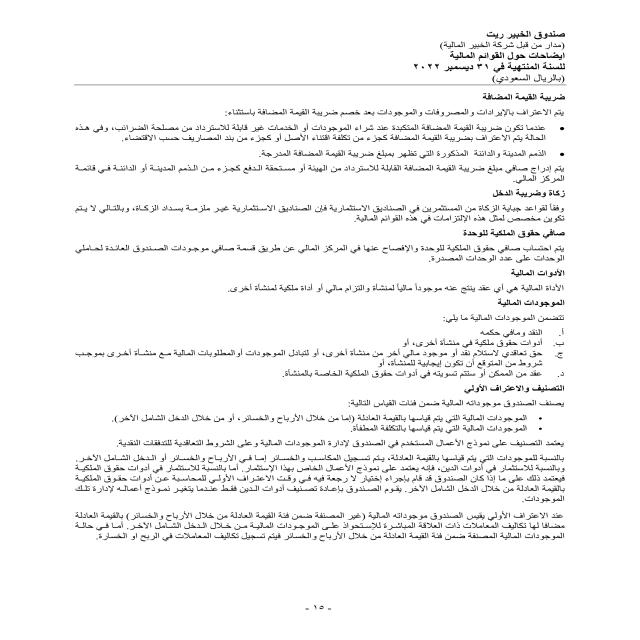 صندوق الخبير ريت
(مدار من قبل شركة الخبير المالية)
إيضاحات حول القوائم المالية
للسنة المنتهية في ٣١ ديسمبر ٢٠٢٢
(بالريال السعودي)
ضريبة القيمة المضافة
يتم الاعتراف بالإيرادات والمصروفات والموجودات بعد خصم ضريبة القيمة المضافة باستثناء:
• عندما تكون ضريبة القيمة المضافة المتكبدة عند شراء الموجودات أو الخدمات غير قابلة للاسترداد من مصلحة الضرائب، وفي هذه
الحالة يتم الاعتراف بضريبة القيمة المضافة كجزء من تكلفة اقتناء الأصل أو كجزء من بند المصاريف حسب الاقتضاء.
• الذمم المدينة والدائنة المذكورة التي تظهر بمبلغ ضريبة القيمة المضافة المدرجة.
يتم إدراج صافي مبلغ ضريبة القيمة المضافة القابلة للاسترداد من الهيئة أو مستحقة الدفع كجزء من الذمم المدينة أو الدائنة في قائمة
المركز المالي.
زكاة وضريبة الدخل
وفقاً لقواعد جباية الزكاة من المستثمرين في الصناديق الاستثمارية فإن الصناديق الاستثمارية غير ملزمة بسداد الزكاة، وبالتالي لا يتم
تكوين مخصص لمثل هذه الإلتزامات في هذه القوائم المالية.
صافي حقوق الملكية للوحدة
يتم احتساب صافي حقوق الملكية للوحدة والإفصاح عنها في المركز المالي عن طريق قسمة صافي موجودات الصندوق العائدة لحاملي
الوحدات على عدد الوحدات المصدرة.
الأدوات المالية
الأداة المالية هي أي عقد ينتج عنه موجوداً مالياً لمنشأة والتزام مالي أو أداة ملكية لمنشأة أخرى.
الموجودات المالية
تتضمن الموجودات المالية ما يلي:
أ. النقد ومافي حكمه
ب. أدوات حقوق ملكية في منشأة أخرى، أو
ج. حق تعاقدي لاستلام نقد أو موجود مالي أخر من منشأة أخرى، أو لتبادل الموجودات أو المطلوبات المالية مع منشأة أخرى بموجب
شروط من المتوقع أن تكون إيجابية للمنشأة، أو
د. عقد من الممكن أو ستتم تسويته في أدوات حقوق الملكية الخاصة بالمنشأة.
التصنيف والاعتراف الأولي
يصنف الصندوق موجوداته المالية ضمن فئات القياس التالية:
• الموجودات المالية التي يتم قياسها بالقيمة العادلة (إما من خلال الأرباح والخسائر، أو من خلال الدخل الشامل الآخر).
• الموجودات المالية التي يتم قياسها بالتكلفة المطفأة.
يعتمد التصنيف على نموذج الأعمال المستخدم في الصندوق لإدارة الموجودات المالية و على الشروط التعاقدية للتدفقات النقدية.
بالنسبة للموجودات التي يتم قياسها بالقيمة العادلة، يتم تسجيل المكاسب والخسائر إما في الأرباح والخسائر أو الدخل الشامل الآخر.
وبالنسبة للاستثمار في أدوات الدين، فإنه يعتمد على نموذج الأعمال الخاص بهذا الإستثمار. أما بالنسبة للاستثمار في أدوات حقوق الملكية
فيعتمد ذلك على ما إذا كان الصندوق قد قام بإجراء إختيار لا رجعة فيه في وقت الاعتراف الأولي للمحاسبة عن أدوات حقوق الملكية
بالقيمة العادلة من خلال الدخل الشامل الآخر. يقوم الصندوق بإعادة تصنيف أدوات الدين فقط عندما يتغير نموذج أعماله لإدارة تلك
الموجودات.
عند الاعتراف الأولي يقيس الصندوق موجوداته المالية (غير المصنفة ضمن فئة القيمة العادلة من خلال الأرباح والخسائر) بالقيمة العادلة
مضافا لها تكاليف المعاملات ذات العلاقة المباشرة للإستحواذ على الموجودات المالية من خلال الدخل الشامل الآخر. أما في حالة
الموجودات المالية المصنفة ضمن فئة القيمة العادلة من خلال الأرباح والخسائر فيتم تسجيل تكاليف المعاملات في الربح او الخسارة.
- ١٥ -